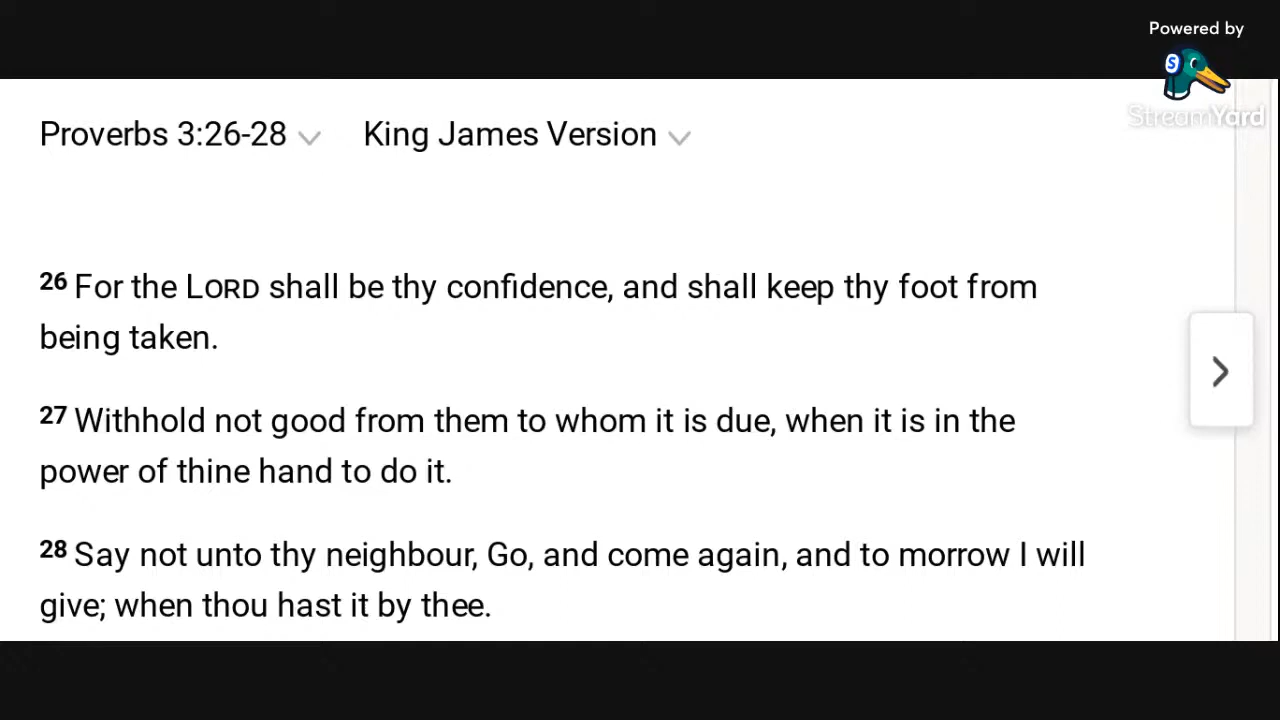 Powered by
S
StreamYard
Proverbs 3:26-28 King James Version
26 For the LORD shall be thy confidence, and shall keep thy foot from
being taken.
27 Withhold not good from them to whom it is due, when it is in the
power of thine hand to do it.
28 Say not unto thy neighbour, Go, and come again, and to morrow I will
give; when thou hast it by thee.